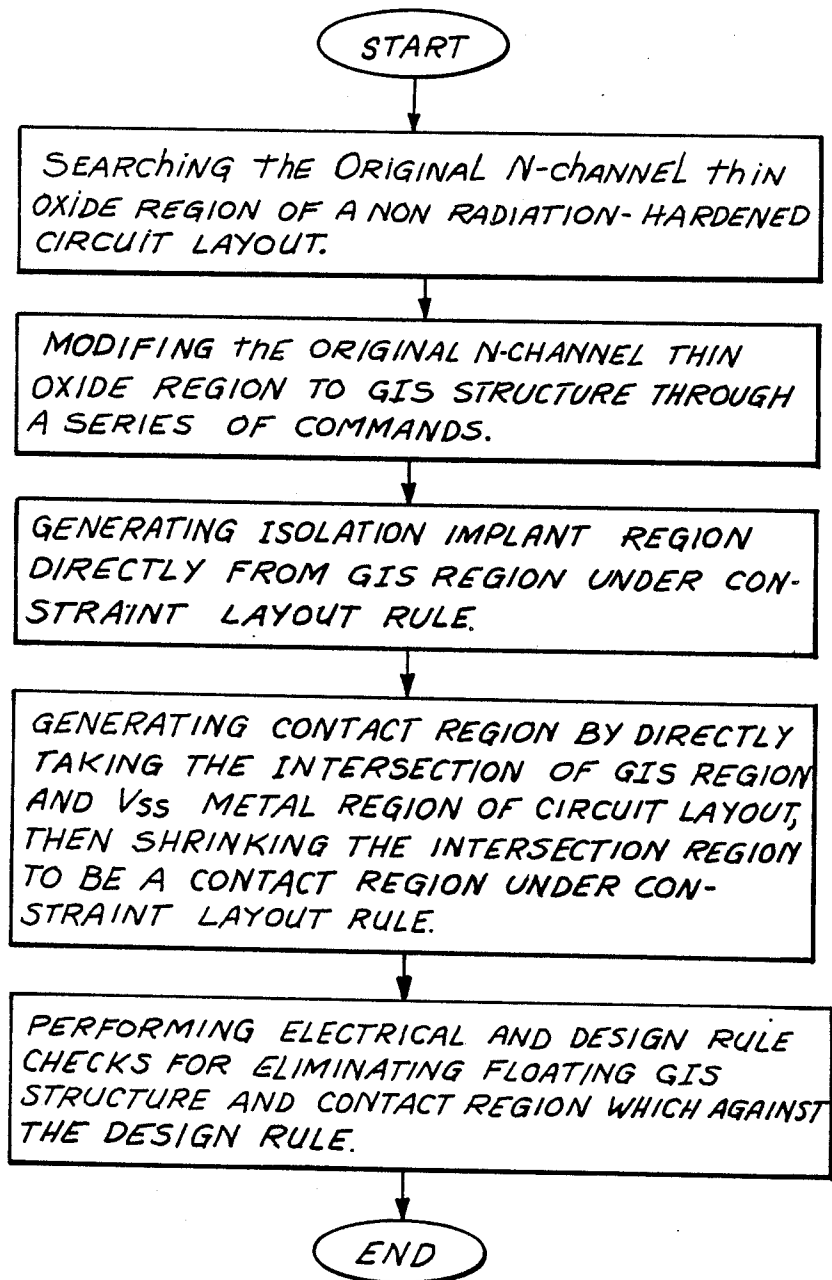 START
SEARCHING THE ORIGINAL N-CHANNEL THIN
OXIDE REGION OF A NON RADIATION-HARDENED
CIRCUIT LAYOUT.
MODIFING THE ORIGINAL N-CHANNEL THIN
OXIDE REGION TO GIS STRUCTURE THROUGH
A SERIES OF COMMANDS.
GENERATING ISOLATION IMPLANT REGION
DIRECTLY FROM GIS REGION UNDER CON-
STRAINT LAYOUT RULE.
GENERATING CONTACT REGION BY DIRECTLY
TAKING THE INTERSECTION OF GIS REGION
AND VSS METAL REGION OF CIRCUIT LAYOUT,
THEN SHRINKING THE INTERSECTION REGION
TO BE A CONTACT REGION UNDER CON-
STRAINT LAYOUT RULE.
PERFORMING ELECTRICAL AND DESIGN RULE
CHECKS FOR ELIMINATING FLOATING GIS
STRUCTURE AND CONTACT REGION WHICH AGAINST
THE DESIGN RULE.
END